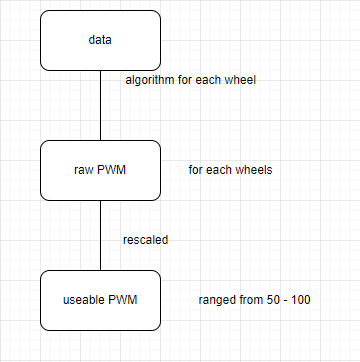 data
algorithm for each wheel
raw PWM
for each wheels
rescaled
useable PWM
ranged from 50 - 100